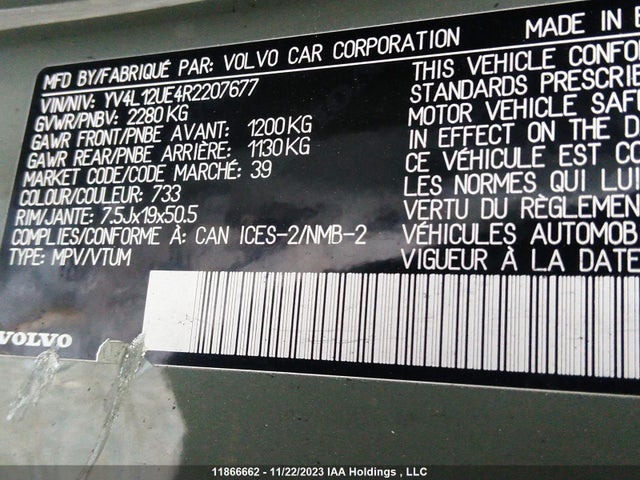 MFD BY/FABRIQUÉ PAR: VOLVO CAR CORPORATION
VIN/NIV: YV4L12UE4R2207677
GVWR/PNBV: 2280 KG
GAWR FRONT/PNBE AVANT: 1200 KG
GAWR REAR/PNBE ARRIÈRE: 1130 KG
MARKET CODE/CODE MARCHÉ: 39
COLOUR/COULEUR: 733
RIM/JANTE: 7.5Jx19x50.5
COMPLIES/CONFORME À: CAN ICES-2/NMB-2
TYPE: MPV/VTUM
MADE IN
THIS VEHICLE CONFO
STANDARDS PRESCRI
MOTOR VEHICLE SAF
IN EFFECT ON THE D
CE VÉHICULE EST CO
LES NORMES QUI LUI
VERTU DU RÈGLEMEN
VÉHICULES AUTOMOB
VIGUEUR À LA DATE
VOLVO
11866662 - 11/22/2023 IAA Holdings , LLC